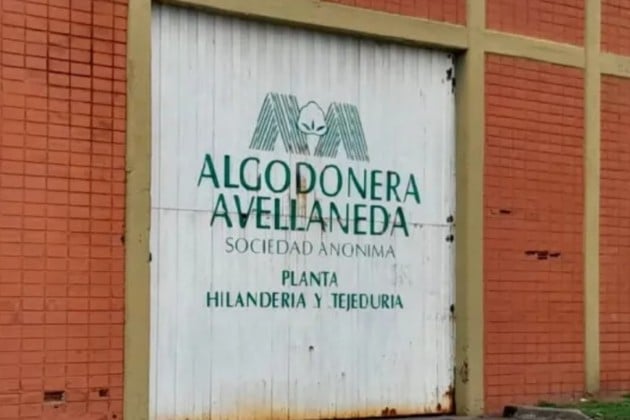 ALGODONERA
AVELLANEDA
SOCIEDAD ANONIMA
PLANTA
HILANDERIA Y TEJEDURIA